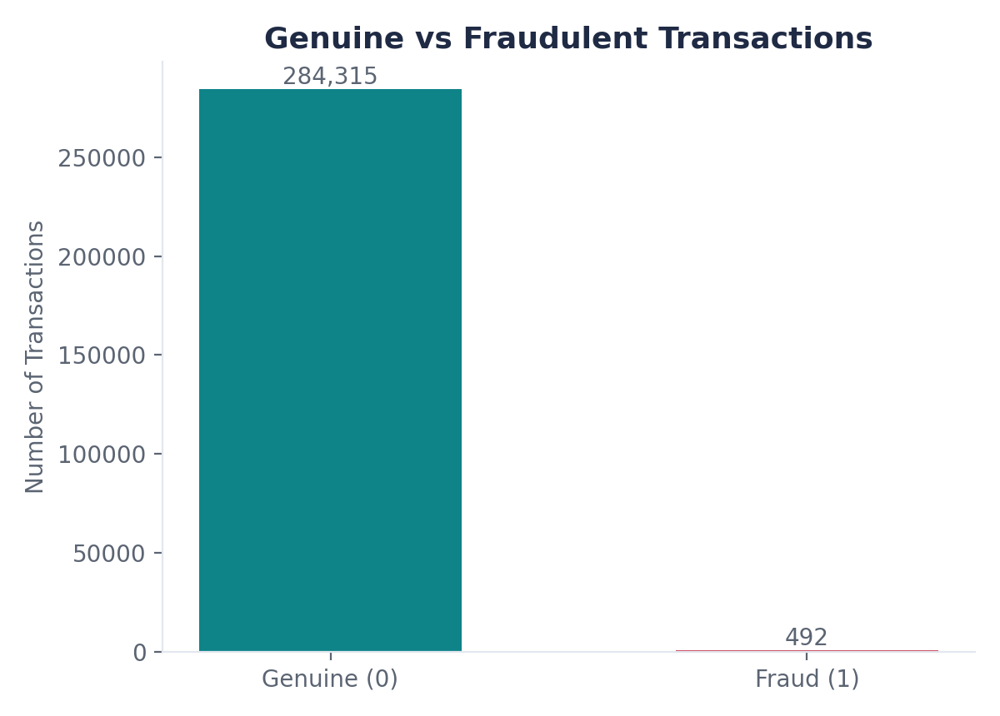 Genuine vs Fraudulent Transactions
284,315
250000
200000
150000
100000
50000
0
Number of Transactions
492
Genuine (0)
Fraud (1)